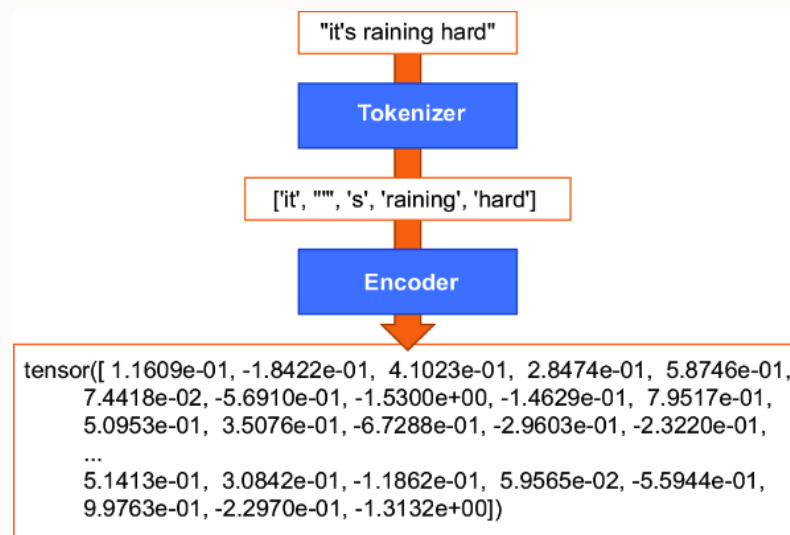 "it's raining hard"
Tokenizer
['it', "'", 's', 'raining', 'hard']
Encoder
tensor([ 1.1609e-01, -1.8422e-01, 4.1023e-01, 2.8474e-01, 5.8746e-01,
7.4418e-02, -5.6910e-01, -1.5300e+00, -1.4629e-01, 7.9517e-01,
5.0953e-01, 3.5076e-01, -6.7288e-01, -2.9603e-01, -2.3220e-01,
...
5.1413e-01, 3.0842e-01, -1.1862e-01, 5.9565e-02, -5.5944e-01,
9.9763e-01, -2.2970e-01, -1.3132e+00])